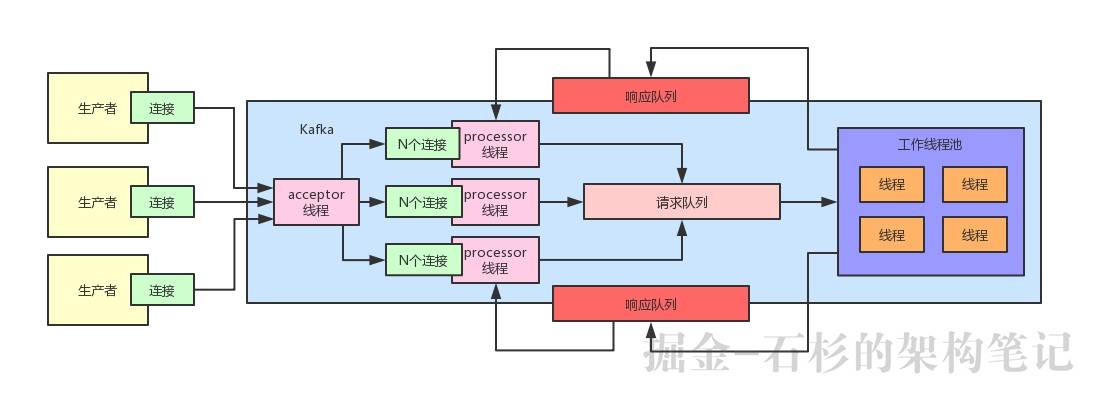 响应队列
生产者
连接
Kafka
N个连接
processor
线程
工作线程池
线程
线程
生产者
连接
acceptor
线程
N个连接
processor
线程
请求队列
线程
线程
生产者
连接
N个连接
processor
线程
响应队列
掘金-石杉的架构笔记